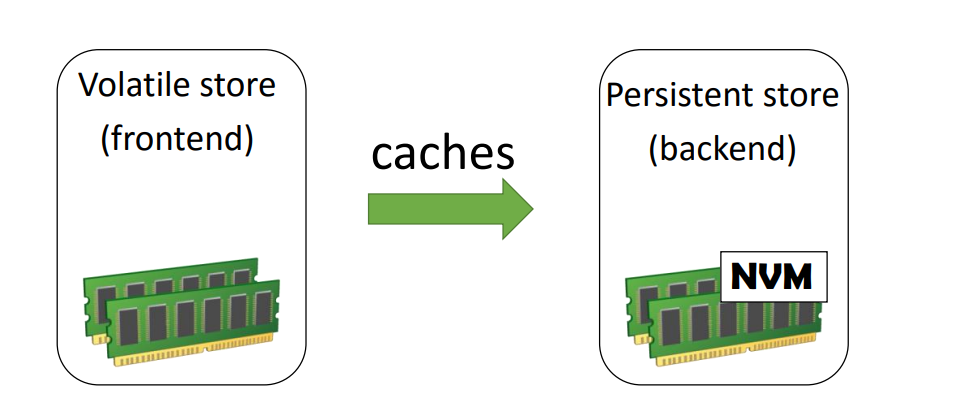 Volatile store
(frontend)
caches
Persistent store
(backend)
NVM